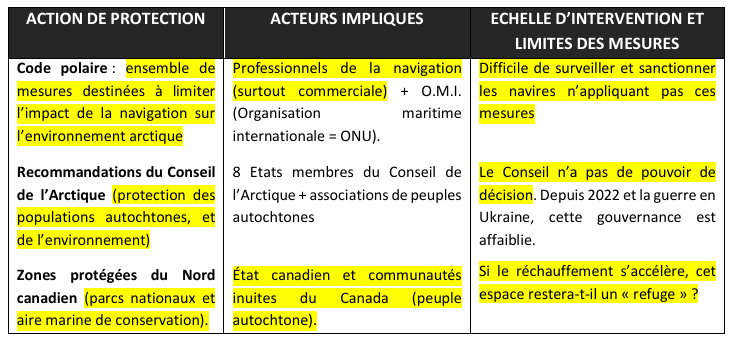 ACTION DE PROTECTION
ACTEURS IMPLIQUES
ECHELLE D’INTERVENTION ET
LIMITES DES MESURES
Code polaire : ensemble de
mesures destinées à limiter
l’impact de la navigation sur
l’environnement arctique
Professionnels de la navigation
(surtout commerciale) + O.M.I.
(Organisation maritime
internationale = ONU).
Difficile de surveiller et sanctionner
les navires n’appliquant pas ces
mesures
Recommandations du Conseil
de l’Arctique (protection des
populations autochtones, et
de l’environnement)
8 Etats membres du Conseil de
l’Arctique + associations de peuples
autochtones
Le Conseil n’a pas de pouvoir de
décision. Depuis 2022 et la guerre en
Ukraine, cette gouvernance est
affaiblie.
Zones protégées du Nord
canadien (parcs nationaux et
aire marine de conservation).
État canadien et communautés
inuites du Canada (peuple
autochtone).
Si le réchauffement s’accélère, cet
espace restera-t-il un « refuge » ?